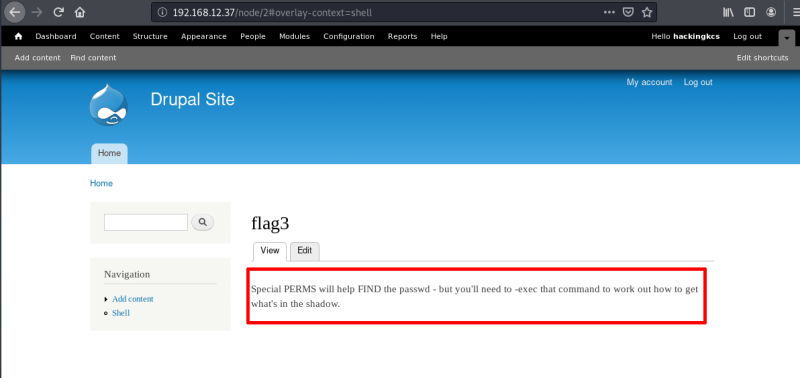 192.168.12.37/node/2#overlay-context=shell
Dashboard Content Structure Appearance People Modules Configuration Reports Help Hello hackingkcs Log out
Add content Find content Edit shortcuts
My account Log out
Drupal Site
Home
Home
flag3
View Edit
Special PERMS will help FIND the passwd - but you'll need to -exec that command to work out how to get
what's in the shadow.
Navigation
Add content
Shell